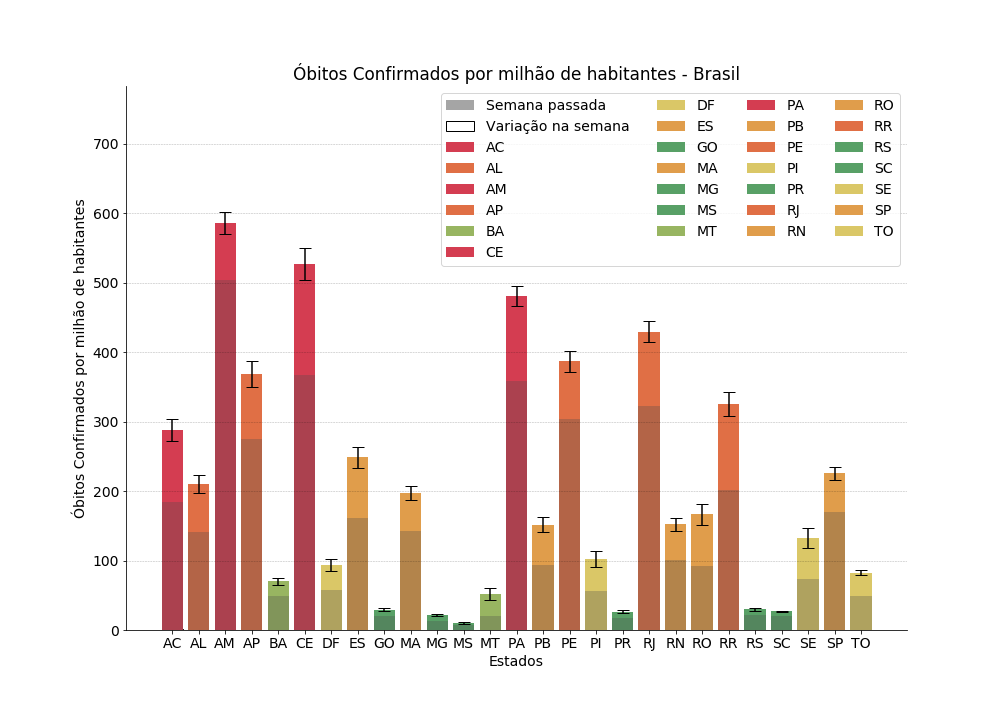 Óbitos Confirmados por milhão de habitantes - Brasil
Semana passada
Variação na semana
AC
AL
AM
AP
BA
CE
DF
ES
GO
MA
MG
MS
MT
PA
PB
PE
PI
PR
RJ
RN
RO
RR
RS
SC
SE
SP
TO
Óbitos Confirmados por milhão de habitantes
700
600
500
400
300
200
100
0
AC AL AM AP BA CE DF ES GO MA MG MS MT PA PB PE PI PR RJ RN RO RR RS SC SE SP TO
Estados